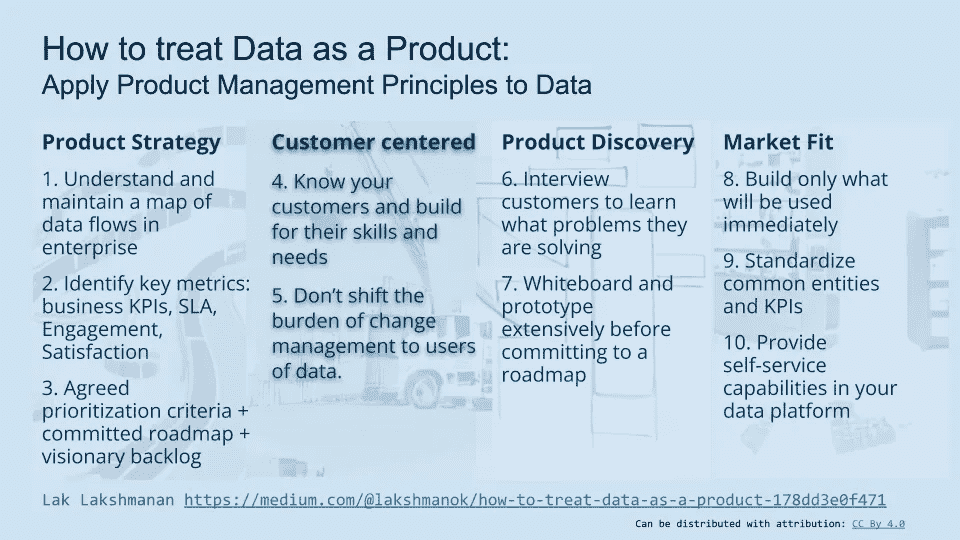 How to treat Data as a Product:
Apply Product Management Principles to Data
Product Strategy
1. Understand and
maintain a map of
data flows in
enterprise
2. Identify key metrics:
business KPIs, SLA,
Engagement,
Satisfaction
3. Agreed
prioritization criteria +
committed roadmap +
visionary backlog
Customer centered
4. Know your
customers and build
for their skills and
needs
5. Don’t shift the
burden of change
management to users
of data.
Product Discovery
6. Interview
customers to learn
what problems they
are solving
7. Whiteboard and
prototype
extensively before
committing to a
roadmap
Market Fit
8. Build only what
will be used
immediately
9. Standardize
common entities
and KPIs
10. Provide
self-service
capabilities in your
data platform
Lak Lakshmanan https://medium.com/@lakshmanok/how-to-treat-data-as-a-product-178dd3e0f471
Can be distributed with attribution: CC By 4.0